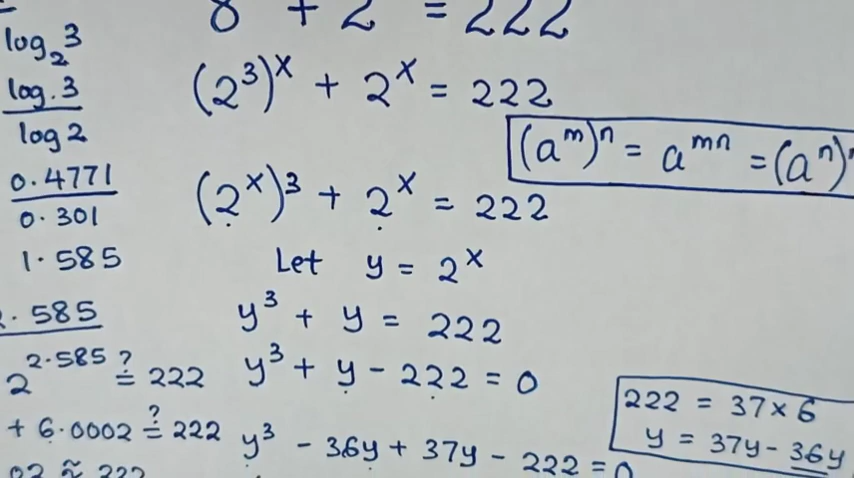 8 + 2 = 222
(2³)ˣ + 2ˣ = 222
(aᵐ)ⁿ = aᵐⁿ = (aⁿ)
(2ˣ)³ + 2ˣ = 222
Let y = 2ˣ
y³ + y = 222
y³ + y - 222 = 0
y³ - 36y + 37y - 222 = 0
222 = 37 × 6
y = 37y - 36y
log₂3
log.3
log 2
0.4771
0.301
1.585
.585
2^2.585 ?= 222
+ 6.0002 ?= 222
02 ≈ 222